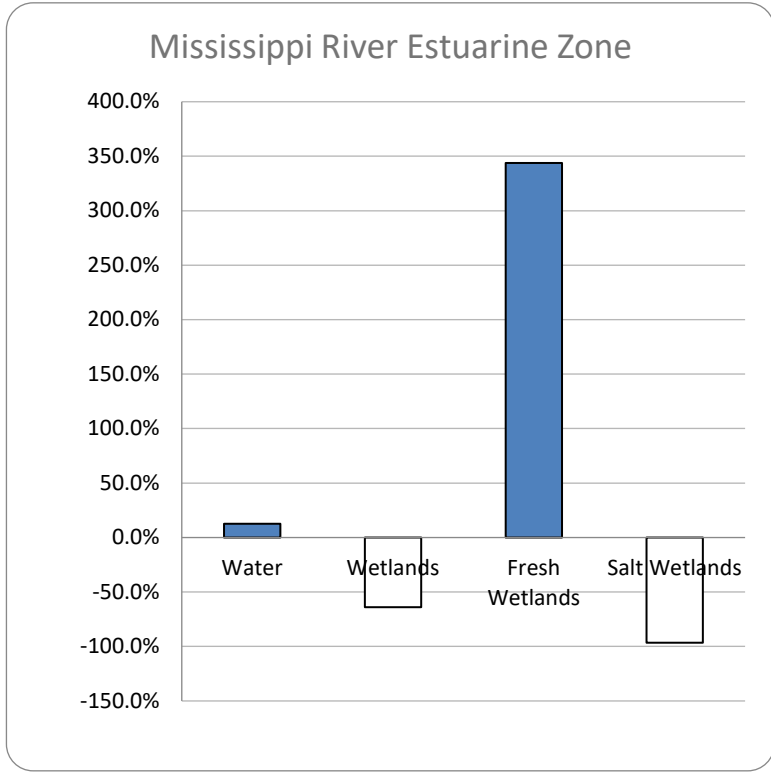 Mississippi River Estuarine Zone
400.0%
350.0%
300.0%
250.0%
200.0%
150.0%
100.0%
50.0%
0.0%
-50.0%
-100.0%
-150.0%
Water
Wetlands
Fresh
Wetlands
Salt Wetlands